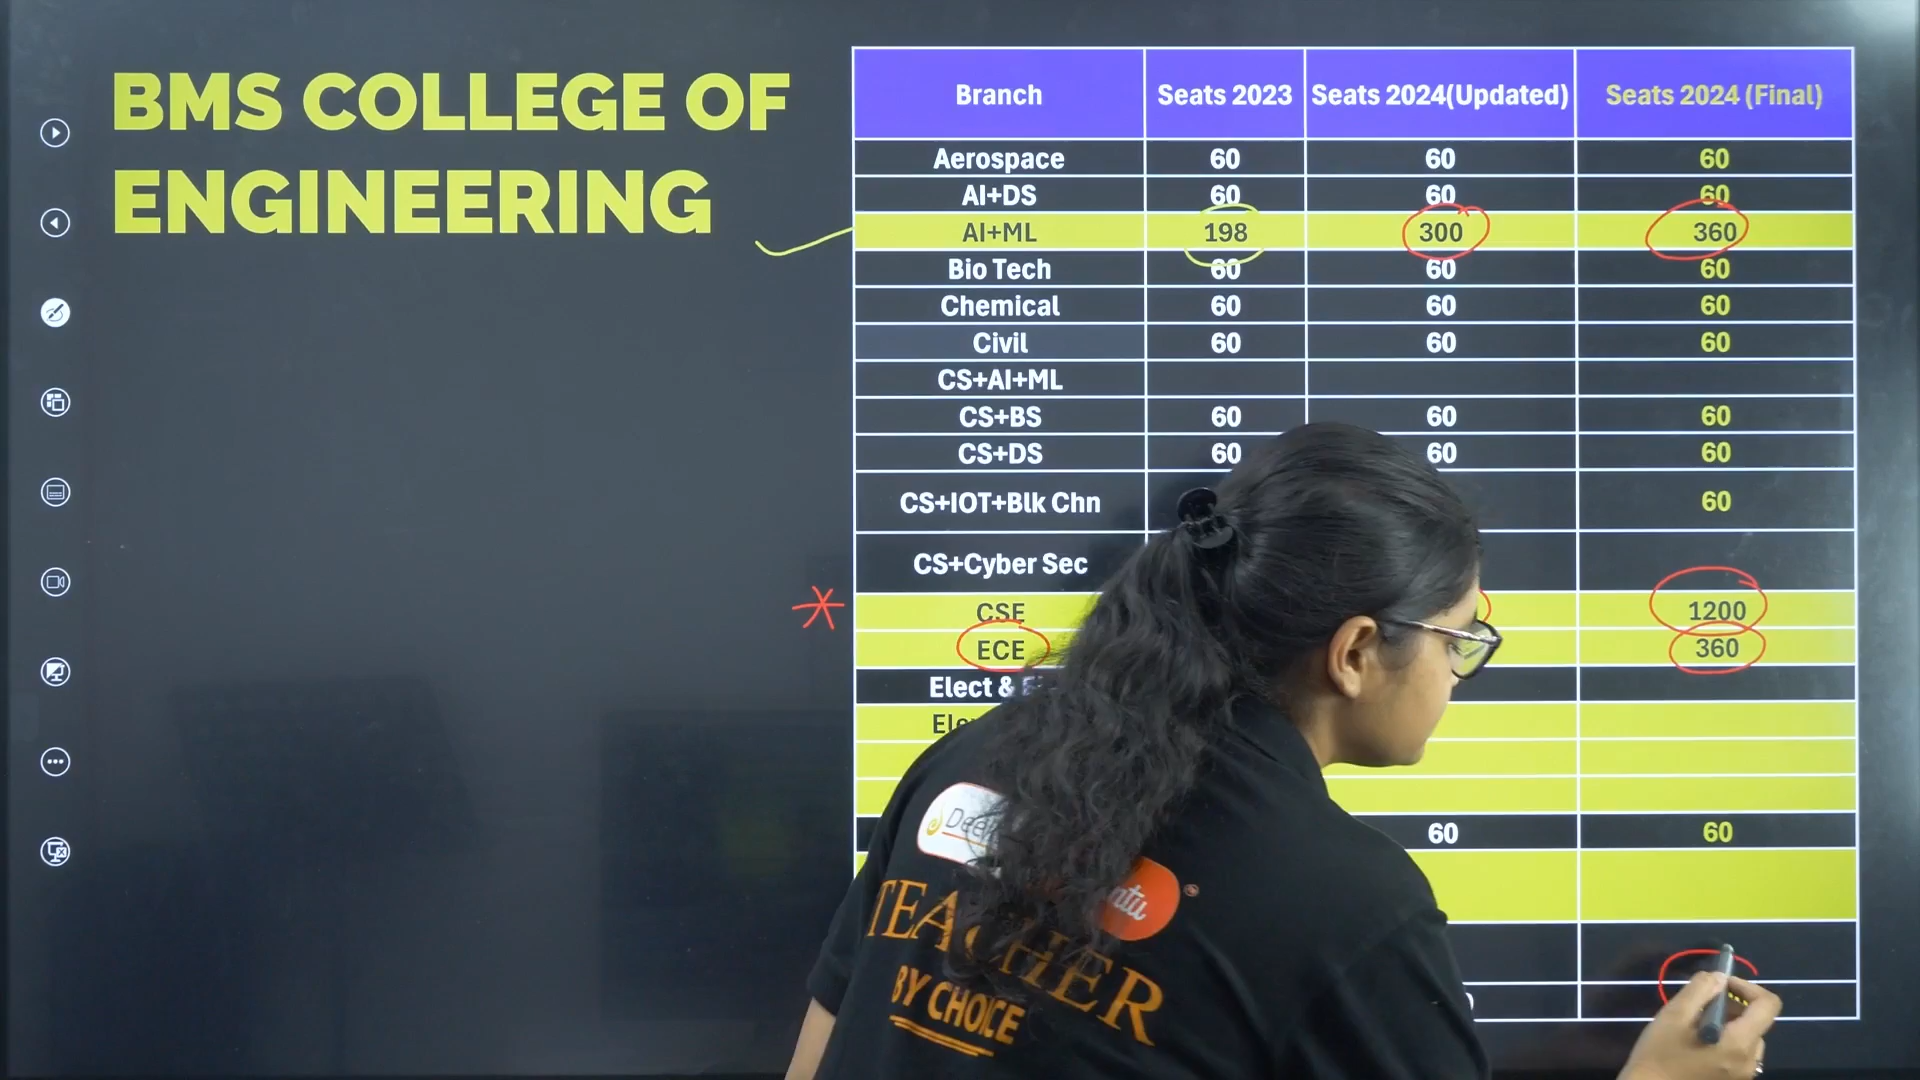 BMS COLLEGE OF
ENGINEERING
Branch Seats 2023 Seats 2024(Updated) Seats 2024 (Final)
Aerospace 60 60 60
AI+DS 60 60 60
AI+ML 198 300 360
Bio Tech 60 60 60
Chemical 60 60 60
Civil 60 60 60
CS+AI+ML
CS+BS 60 60 60
CS+DS 60 60 60
CS+IOT+Blk Chn 60
CS+Cyber Sec
CSE 1200
ECE 360
Elect &
60 60
TEACHER
BY CHOICE